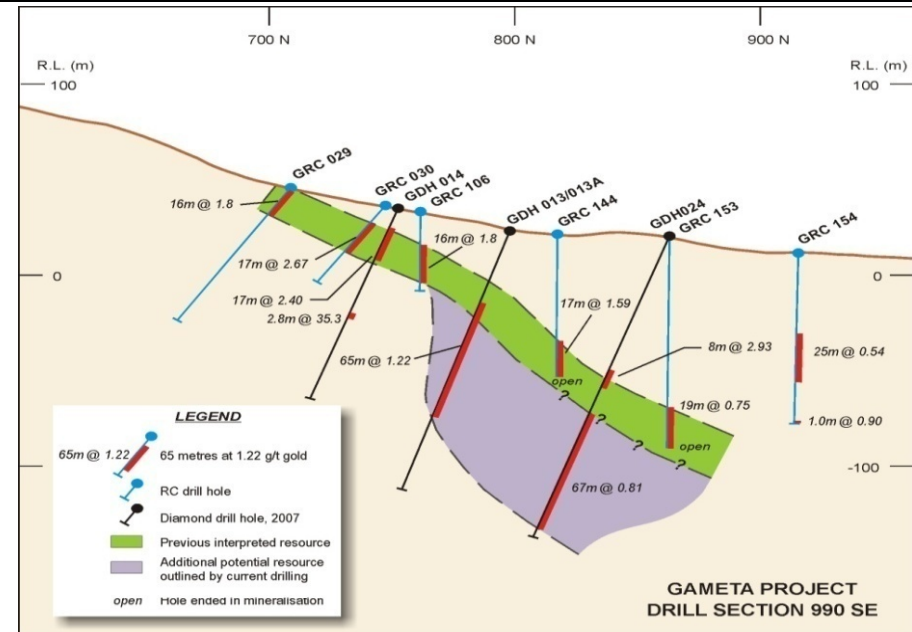 700 N
800 N
900 N
R.L. (m)
R.L. (m)
100
100
GRC 029
GRC 030
GDH 014
GRC 106
GDH 013/013A
GRC 144
GDH024
GRC 153
GRC 154
16m @ 1.8
16m @ 1.8
17m @ 2.67
0
0
17m @ 2.40
17m @ 1.59
2.8m @ 35.3
8m @ 2.93
25m @ 0.54
65m @ 1.22
open
?
19m @ 0.75
1.0m @ 0.90
?
?
open
?
-100
67m @ 0.81
LEGEND
65m @ 1.22
65 metres at 1.22 g/t gold
RC drill hole
Diamond drill hole, 2007
Previous interpreted resource
Additional potential resource
outlined by current drilling
open
Hole ended in mineralisation
GAMETA PROJECT
DRILL SECTION 990 SE